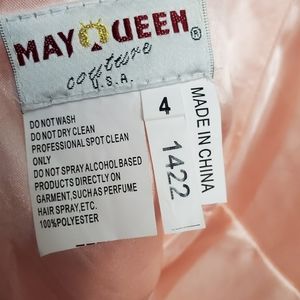 MAY QUEEN ®
couture
U.S.A.
DO NOT WASH
DO NOT DRY CLEAN
PROFESSIONAL SPOT CLEAN
ONLY
DO NOT SPRAY ALCOHOL BASED
PRODUCTS DIRECTLY ON
GARMENT, SUCH AS PERFUME
HAIR SPRAY,ETC.
100%POLYESTER
4
1422
MADE IN CHINA